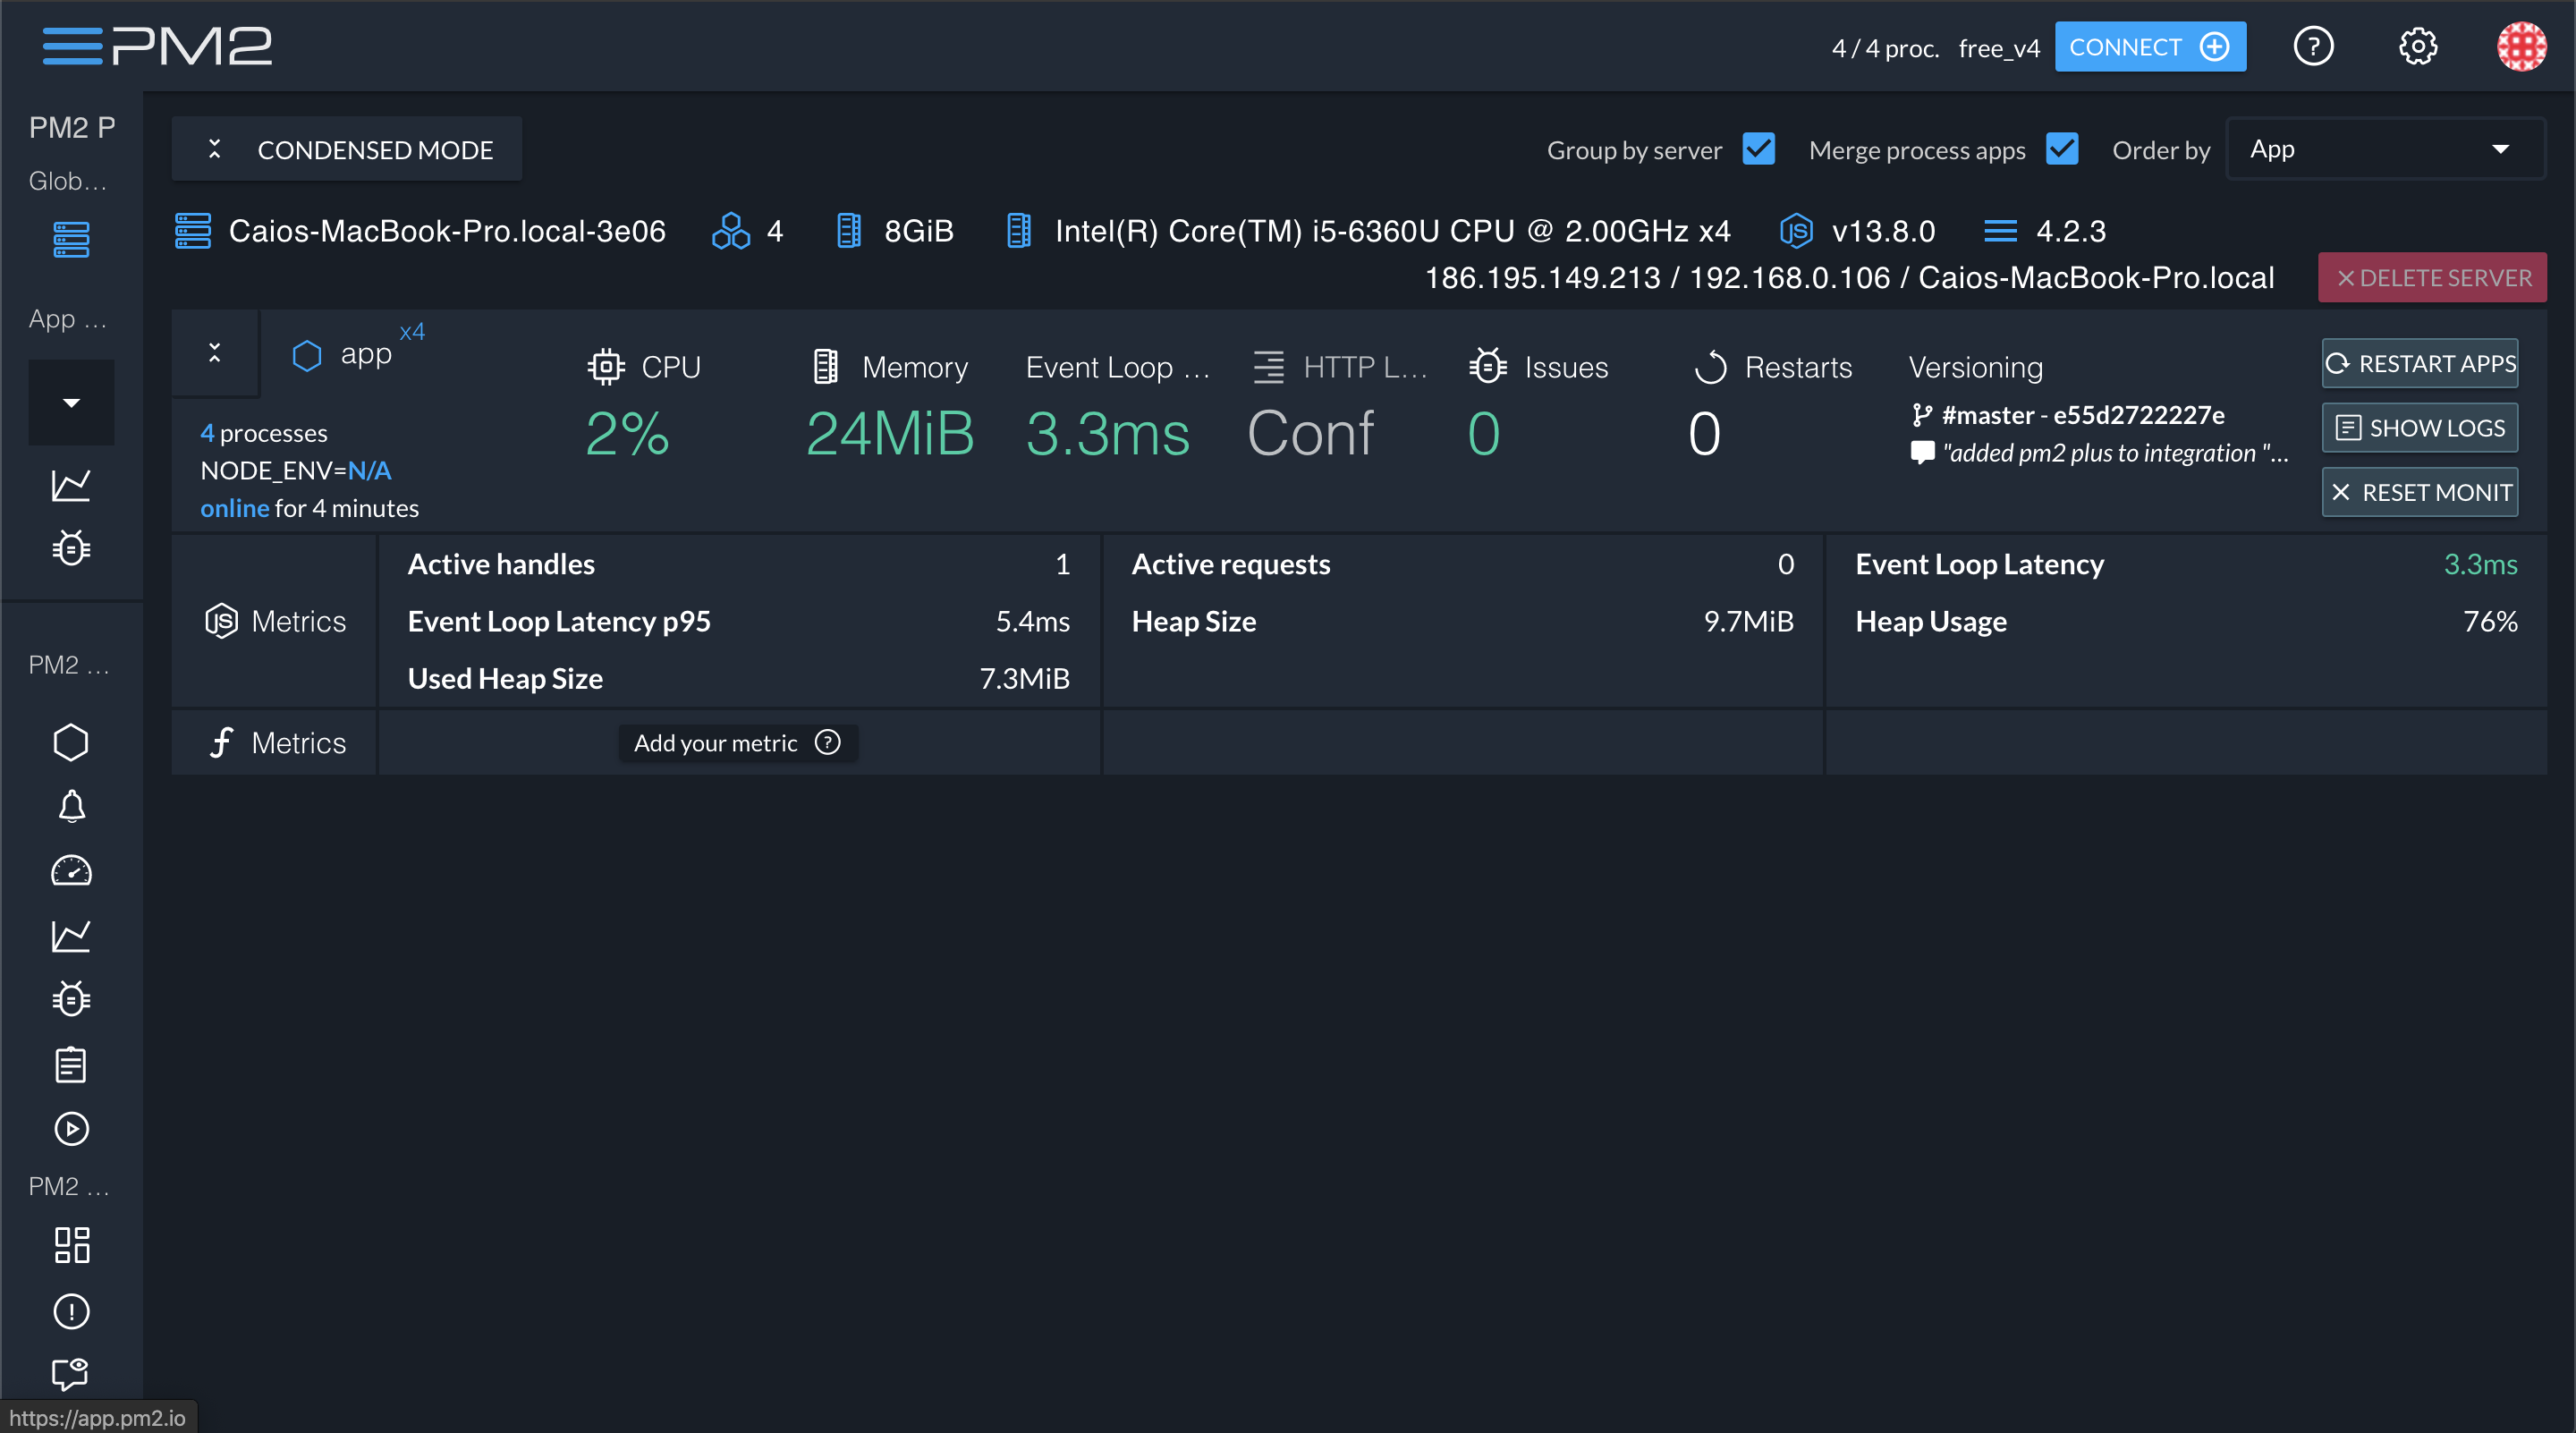 PM2
4 / 4 proc. free_v4 CONNECT ?
PM2 P
Glob...
App ...
PM2 ...
PM2 ...
CONDENSED MODE
Group by server Merge process apps Order by App
Caios-MacBook-Pro.local-3e06 4 8GiB Intel(R) Core(TM) i5-6360U CPU @ 2.00GHz x4 JS v13.8.0 4.2.3
186.195.149.213 / 192.168.0.106 / Caios-MacBook-Pro.local × DELETE SERVER
app x4
4 processes
NODE_ENV=N/A
online for 4 minutes
CPU
2%
Memory
24MiB
Event Loop ...
3.3ms
HTTP L...
Conf
Issues
0
Restarts
0
Versioning
#master - e55d2722227e
"added pm2 plus to integration "...
RESTART APPS
SHOW LOGS
× RESET MONIT
JS Metrics
Active handles 1
Event Loop Latency p95 5.4ms
Used Heap Size 7.3MiB
Active requests 0
Heap Size 9.7MiB
Event Loop Latency 3.3ms
Heap Usage 76%
f Metrics
Add your metric ?
https://app.pm2.io